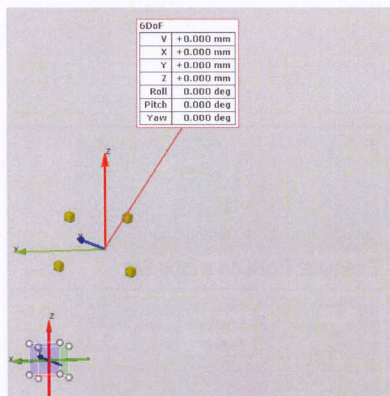 6DoF
V +0.000 mm
X +0.000 mm
Y +0.000 mm
Z +0.000 mm
Roll 0.000 deg
Pitch 0.000 deg
Yaw 0.000 deg
Z
Z